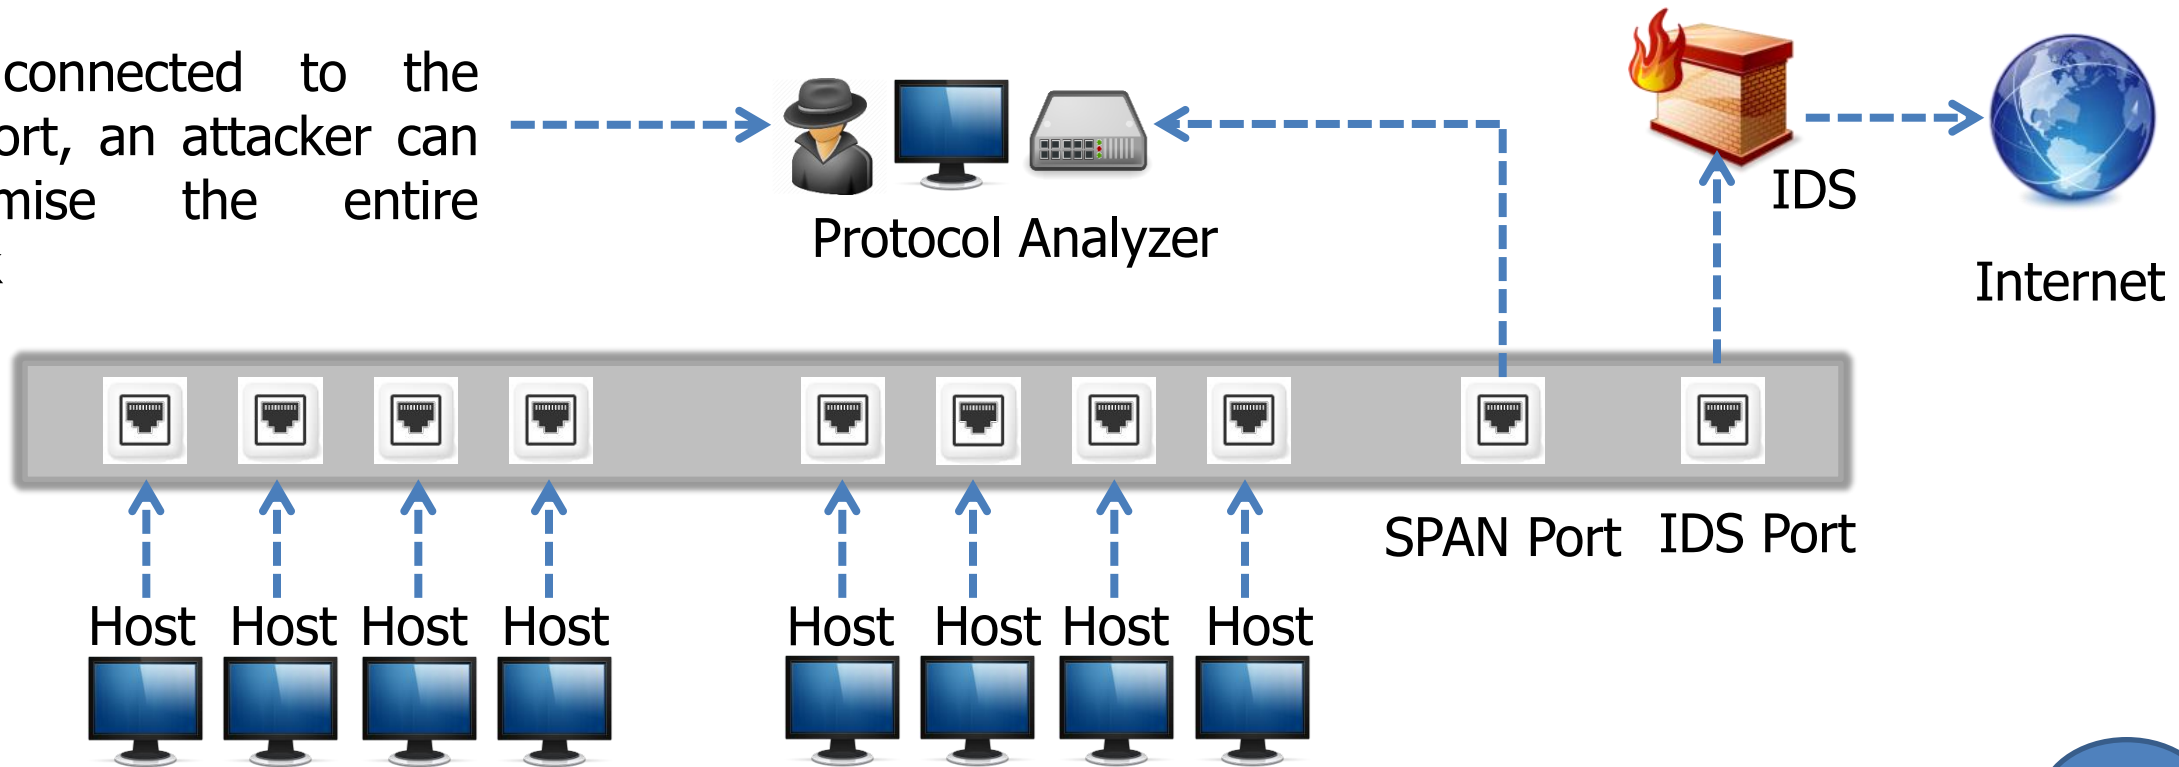 connected to the
ort, an attacker can
mise the entire
Protocol Analyzer
IDS
Internet
SPAN Port IDS Port
Host Host Host Host Host Host Host Host